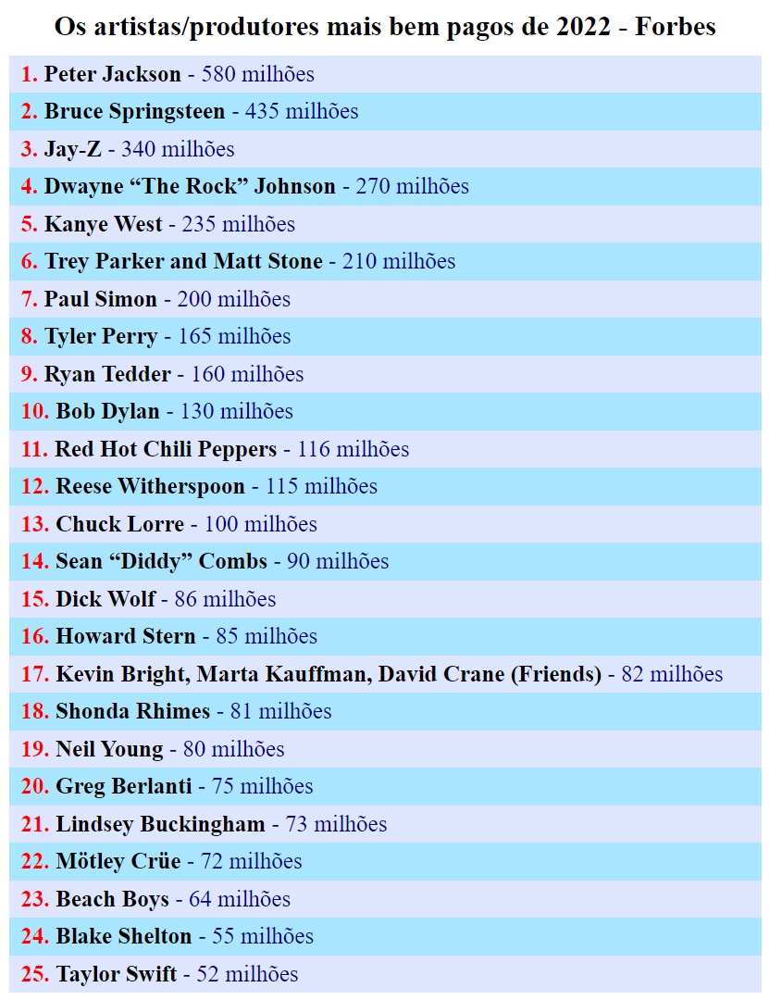 Os artistas/produtores mais bem pagos de 2022 - Forbes
1. Peter Jackson - 580 milhões
2. Bruce Springsteen - 435 milhões
3. Jay-Z - 340 milhões
4. Dwayne “The Rock” Johnson - 270 milhões
5. Kanye West - 235 milhões
6. Trey Parker and Matt Stone - 210 milhões
7. Paul Simon - 200 milhões
8. Tyler Perry - 165 milhões
9. Ryan Tedder - 160 milhões
10. Bob Dylan - 130 milhões
11. Red Hot Chili Peppers - 116 milhões
12. Reese Witherspoon - 115 milhões
13. Chuck Lorre - 100 milhões
14. Sean “Diddy” Combs - 90 milhões
15. Dick Wolf - 86 milhões
16. Howard Stern - 85 milhões
17. Kevin Bright, Marta Kauffman, David Crane (Friends) - 82 milhões
18. Shonda Rhimes - 81 milhões
19. Neil Young - 80 milhões
20. Greg Berlanti - 75 milhões
21. Lindsey Buckingham - 73 milhões
22. Mötley Crüe - 72 milhões
23. Beach Boys - 64 milhões
24. Blake Shelton - 55 milhões
25. Taylor Swift - 52 milhões